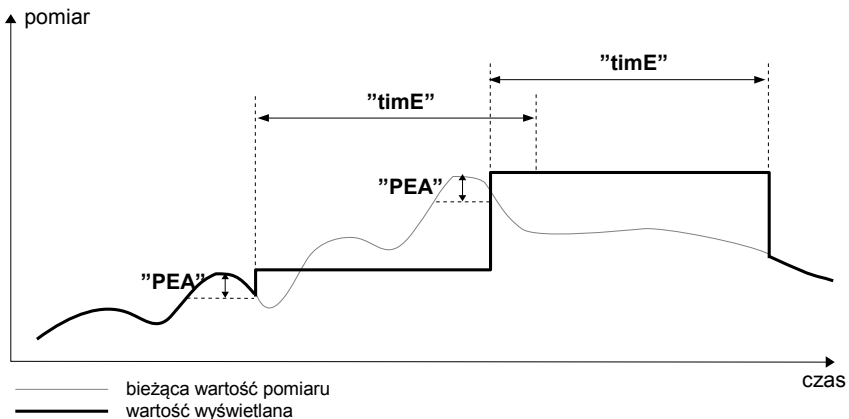 pomiar
”timE”
”timE”
”PEA”
”PEA”
czas
bieżąca wartość pomiaru
wartość wyświetlana